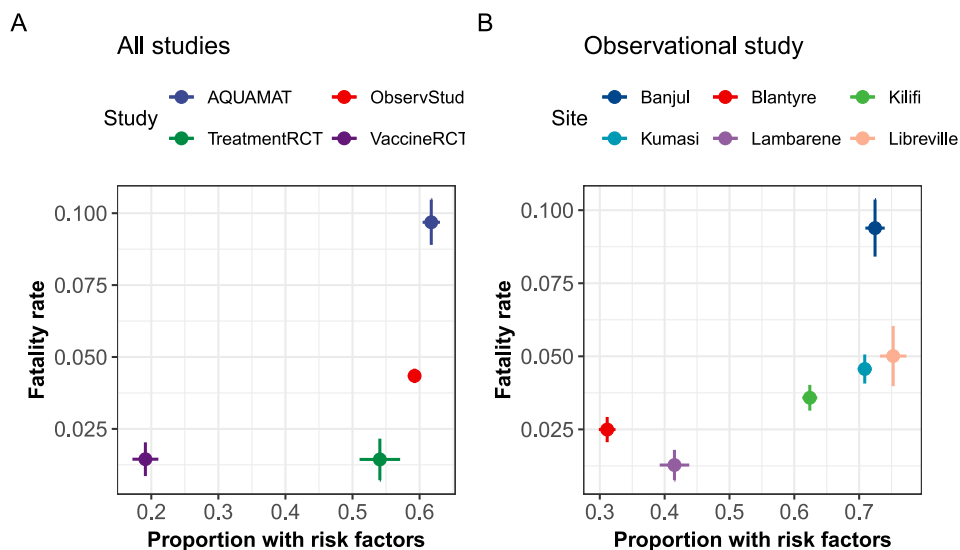 A
All studies
Study
AQUAMAT
ObservStud
TreatmentRCT
VaccineRCT
Fatality rate
0.100
0.075
0.050
0.025
0.2 0.3 0.4 0.5 0.6
Proportion with risk factors
B
Observational study
Site
Banjul
Blantyre
Kilifi
Kumasi
Lambarene
Libreville
Fatality rate
0.100
0.075
0.050
0.025
0.3 0.4 0.5 0.6 0.7
Proportion with risk factors